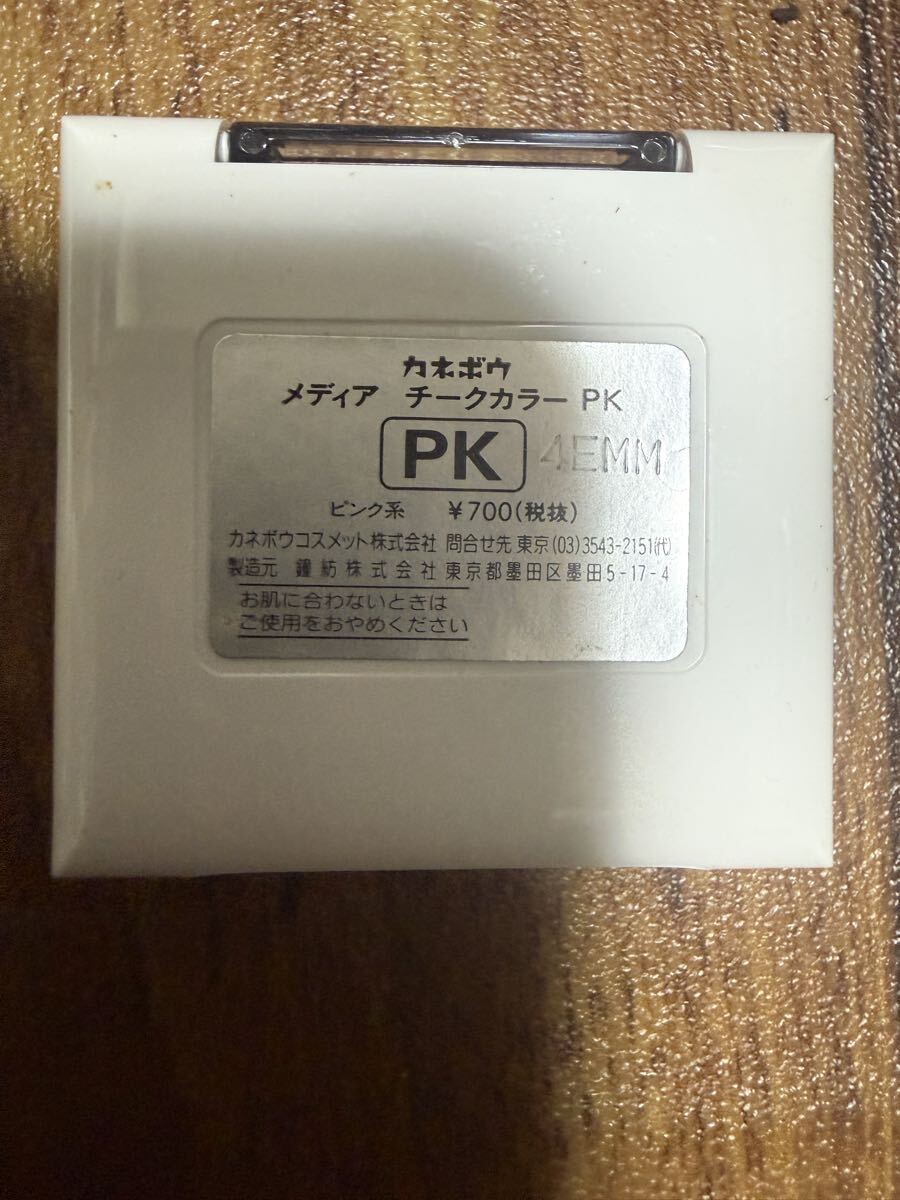 カネボウ
メディア チークカラー PK
PK 4EMM
ピンク系 ¥700(税抜)
カネボウコスメット株式会社 問合せ先 東京(03)3543-2151(代)
製造元 鐘紡株式会社 東京都墨田区墨田5-17-4
お肌に合わないときは
ご使用をおやめください